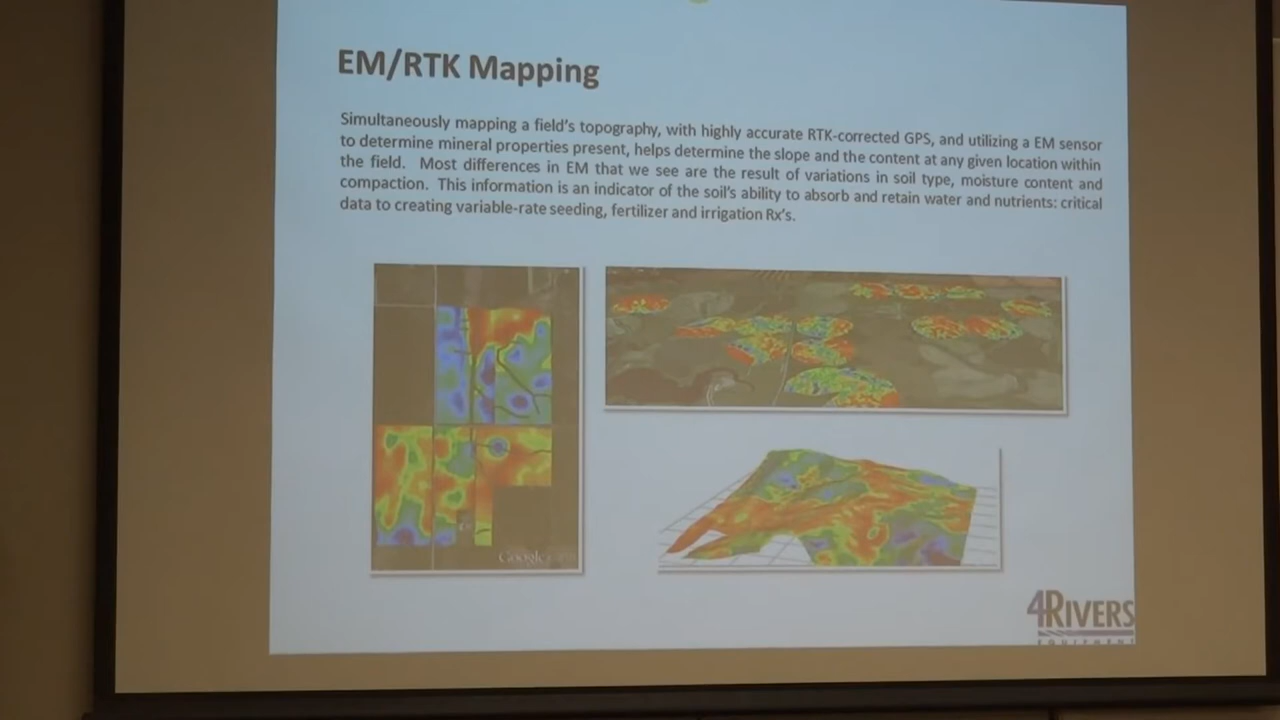 EM/RTK Mapping
Simultaneously mapping a field's topography, with highly accurate RTK-corrected GPS, and utilizing a EM sensor
to determine mineral properties present, helps determine the slope and the content at any given location within
the field. Most differences in EM that we see are the result of variations in soil type, moisture content and
compaction. This information is an indicator of the soil's ability to absorb and retain water and nutrients: critical
data to creating variable-rate seeding, fertilizer and irrigation Rx's.
Google
4RIVERS
EQUIPMENT